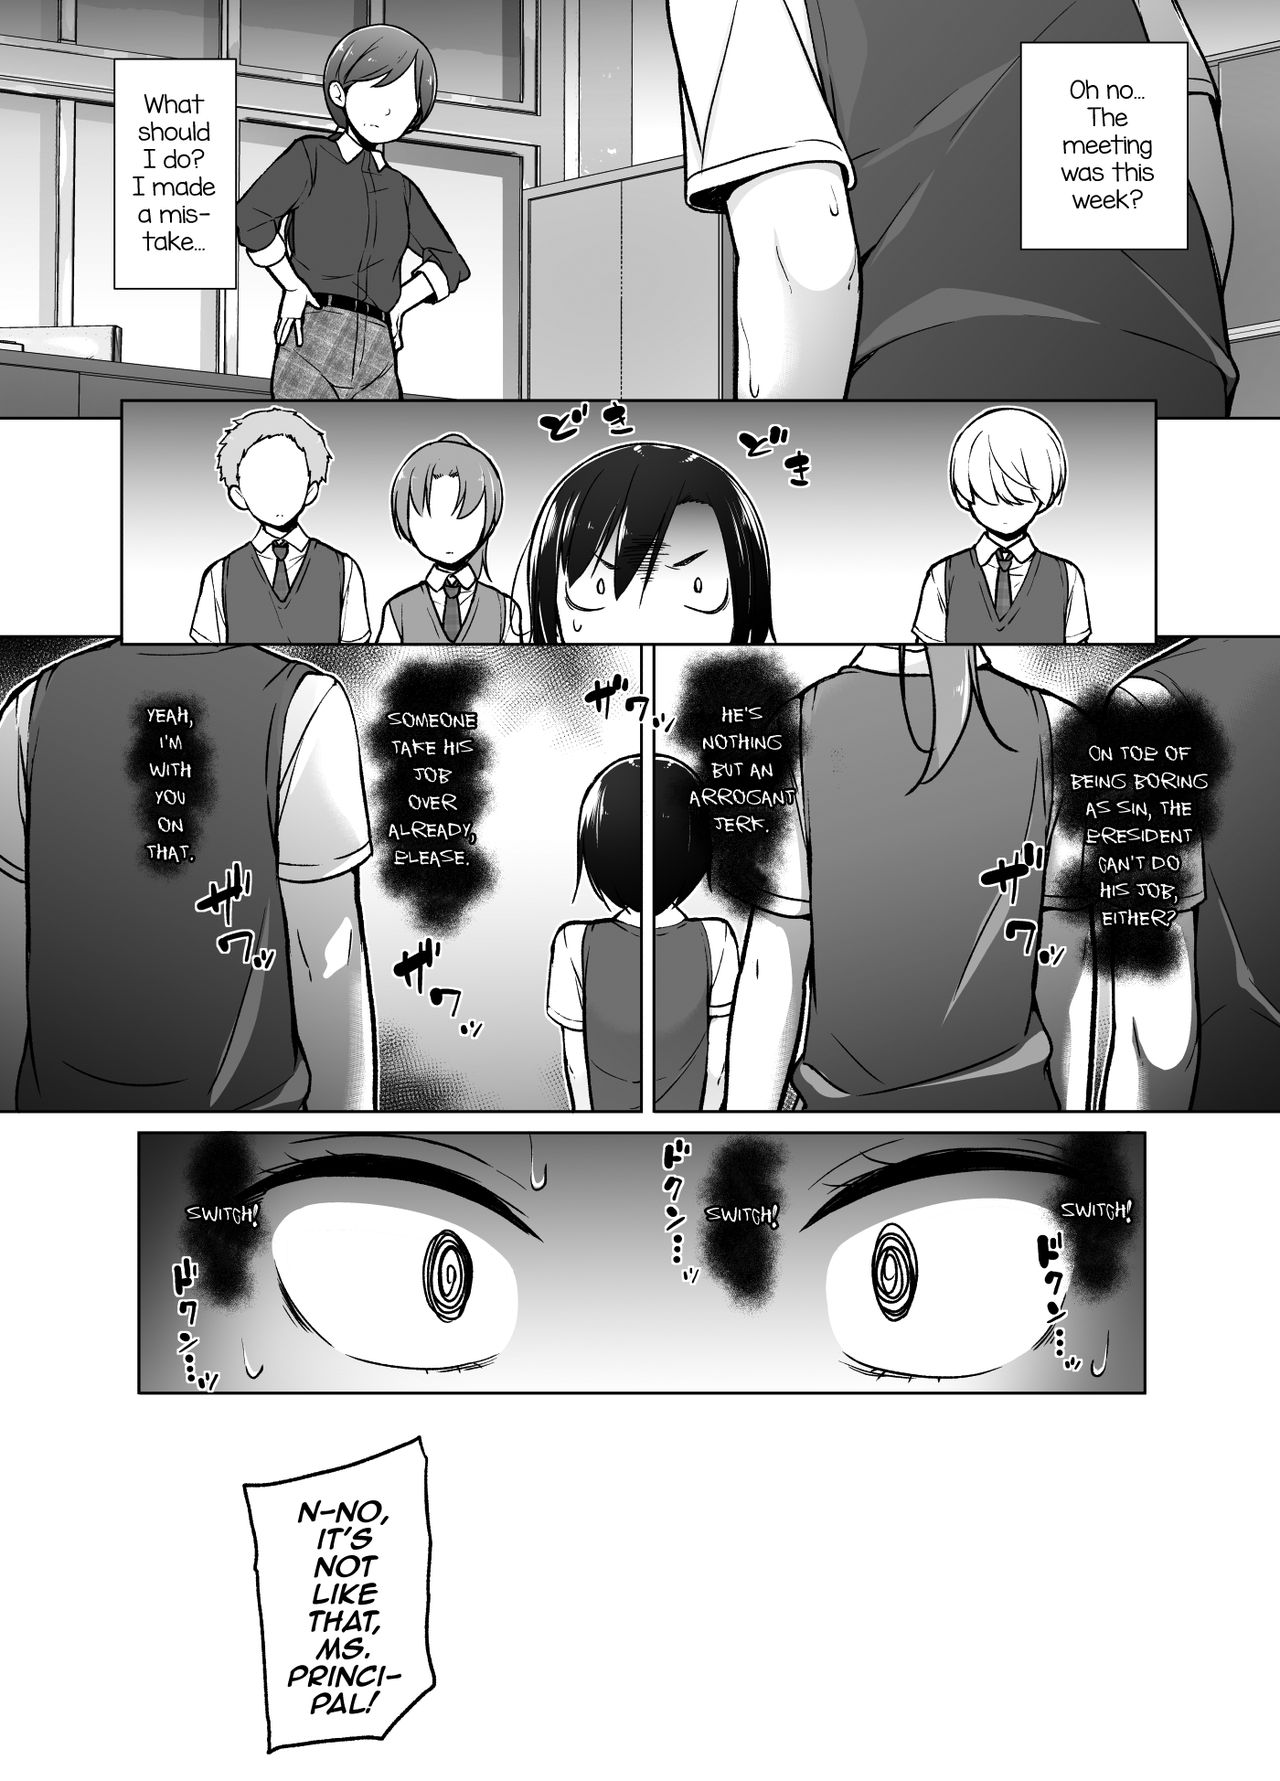 Oh no...
The
meeting
was this
week?
What
should
I do?
I made
a mis-
take...
どき
どき
ON TOP OF
BEING BORING
AS SIN, THE
PRESIDENT
CAN'T DO
HIS JOB,
EITHER?
HE'S
NOTHING
BUT AN
ARROGANT
JERK.
ザワッ
ザワッ
SOMEONE
TAKE HIS
JOB
OVER
ALREADY,
PLEASE.
YEAH,
I'M
WITH
YOU
ON
THAT.
ザワッ
ザワッ
SWITCH!
ドクン…ッ
SWITCH!
ドクン…ッ
SWITCH!
ドクン…ッ
N-NO,
IT'S
NOT
LIKE
THAT,
MS.
PRINCI-
PAL!